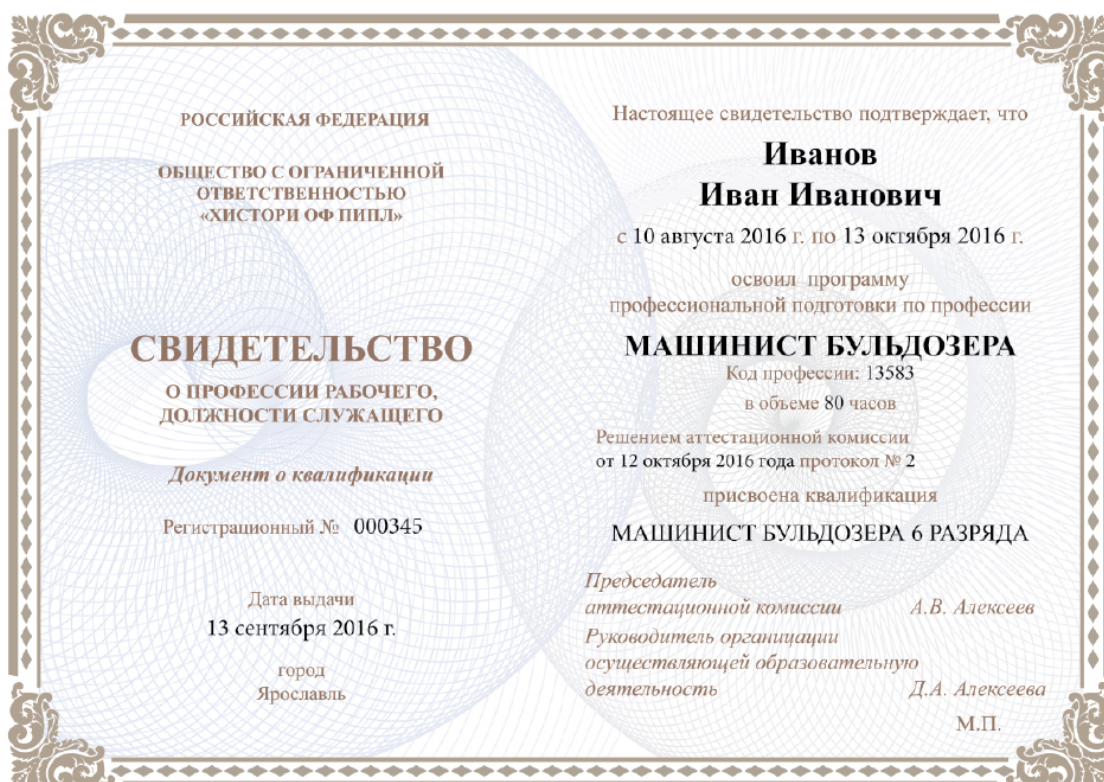 РОССИЙСКАЯ ФЕДЕРАЦИЯ
ОБЩЕСТВО С ОГРАНИЧЕННОЙ
ОТВЕТСТВЕННОСТЬЮ
«ХИСТОРИ ОФ ПИПЛ»
СВИДЕТЕЛЬСТВО
О ПРОФЕССИИ РАБОЧЕГО,
ДОЛЖНОСТИ СЛУЖАЩЕГО
Документ о квалификации
Регистрационный № 000345
Дата выдачи
13 сентября 2016 г.
город
Ярославль
Настоящее свидетельство подтверждает, что
Иванов
Иван Иванович
с 10 августа 2016 г. по 13 октября 2016 г.
освоил программу
профессиональной подготовки по профессии
МАШИНИСТ БУЛЬДОЗЕРА
Код профессии: 13583
в объеме 80 часов
Решением аттестационной комиссии
от 12 октября 2016 года протокол № 2
присвоена квалификация
МАШИНИСТ БУЛЬДОЗЕРА 6 РАЗРЯДА
Председатель
аттестационной комиссии А.В. Алексеев
Руководитель органицации
осуществляющей образовательную
деятельность Д.А. Алексеева
М.П.